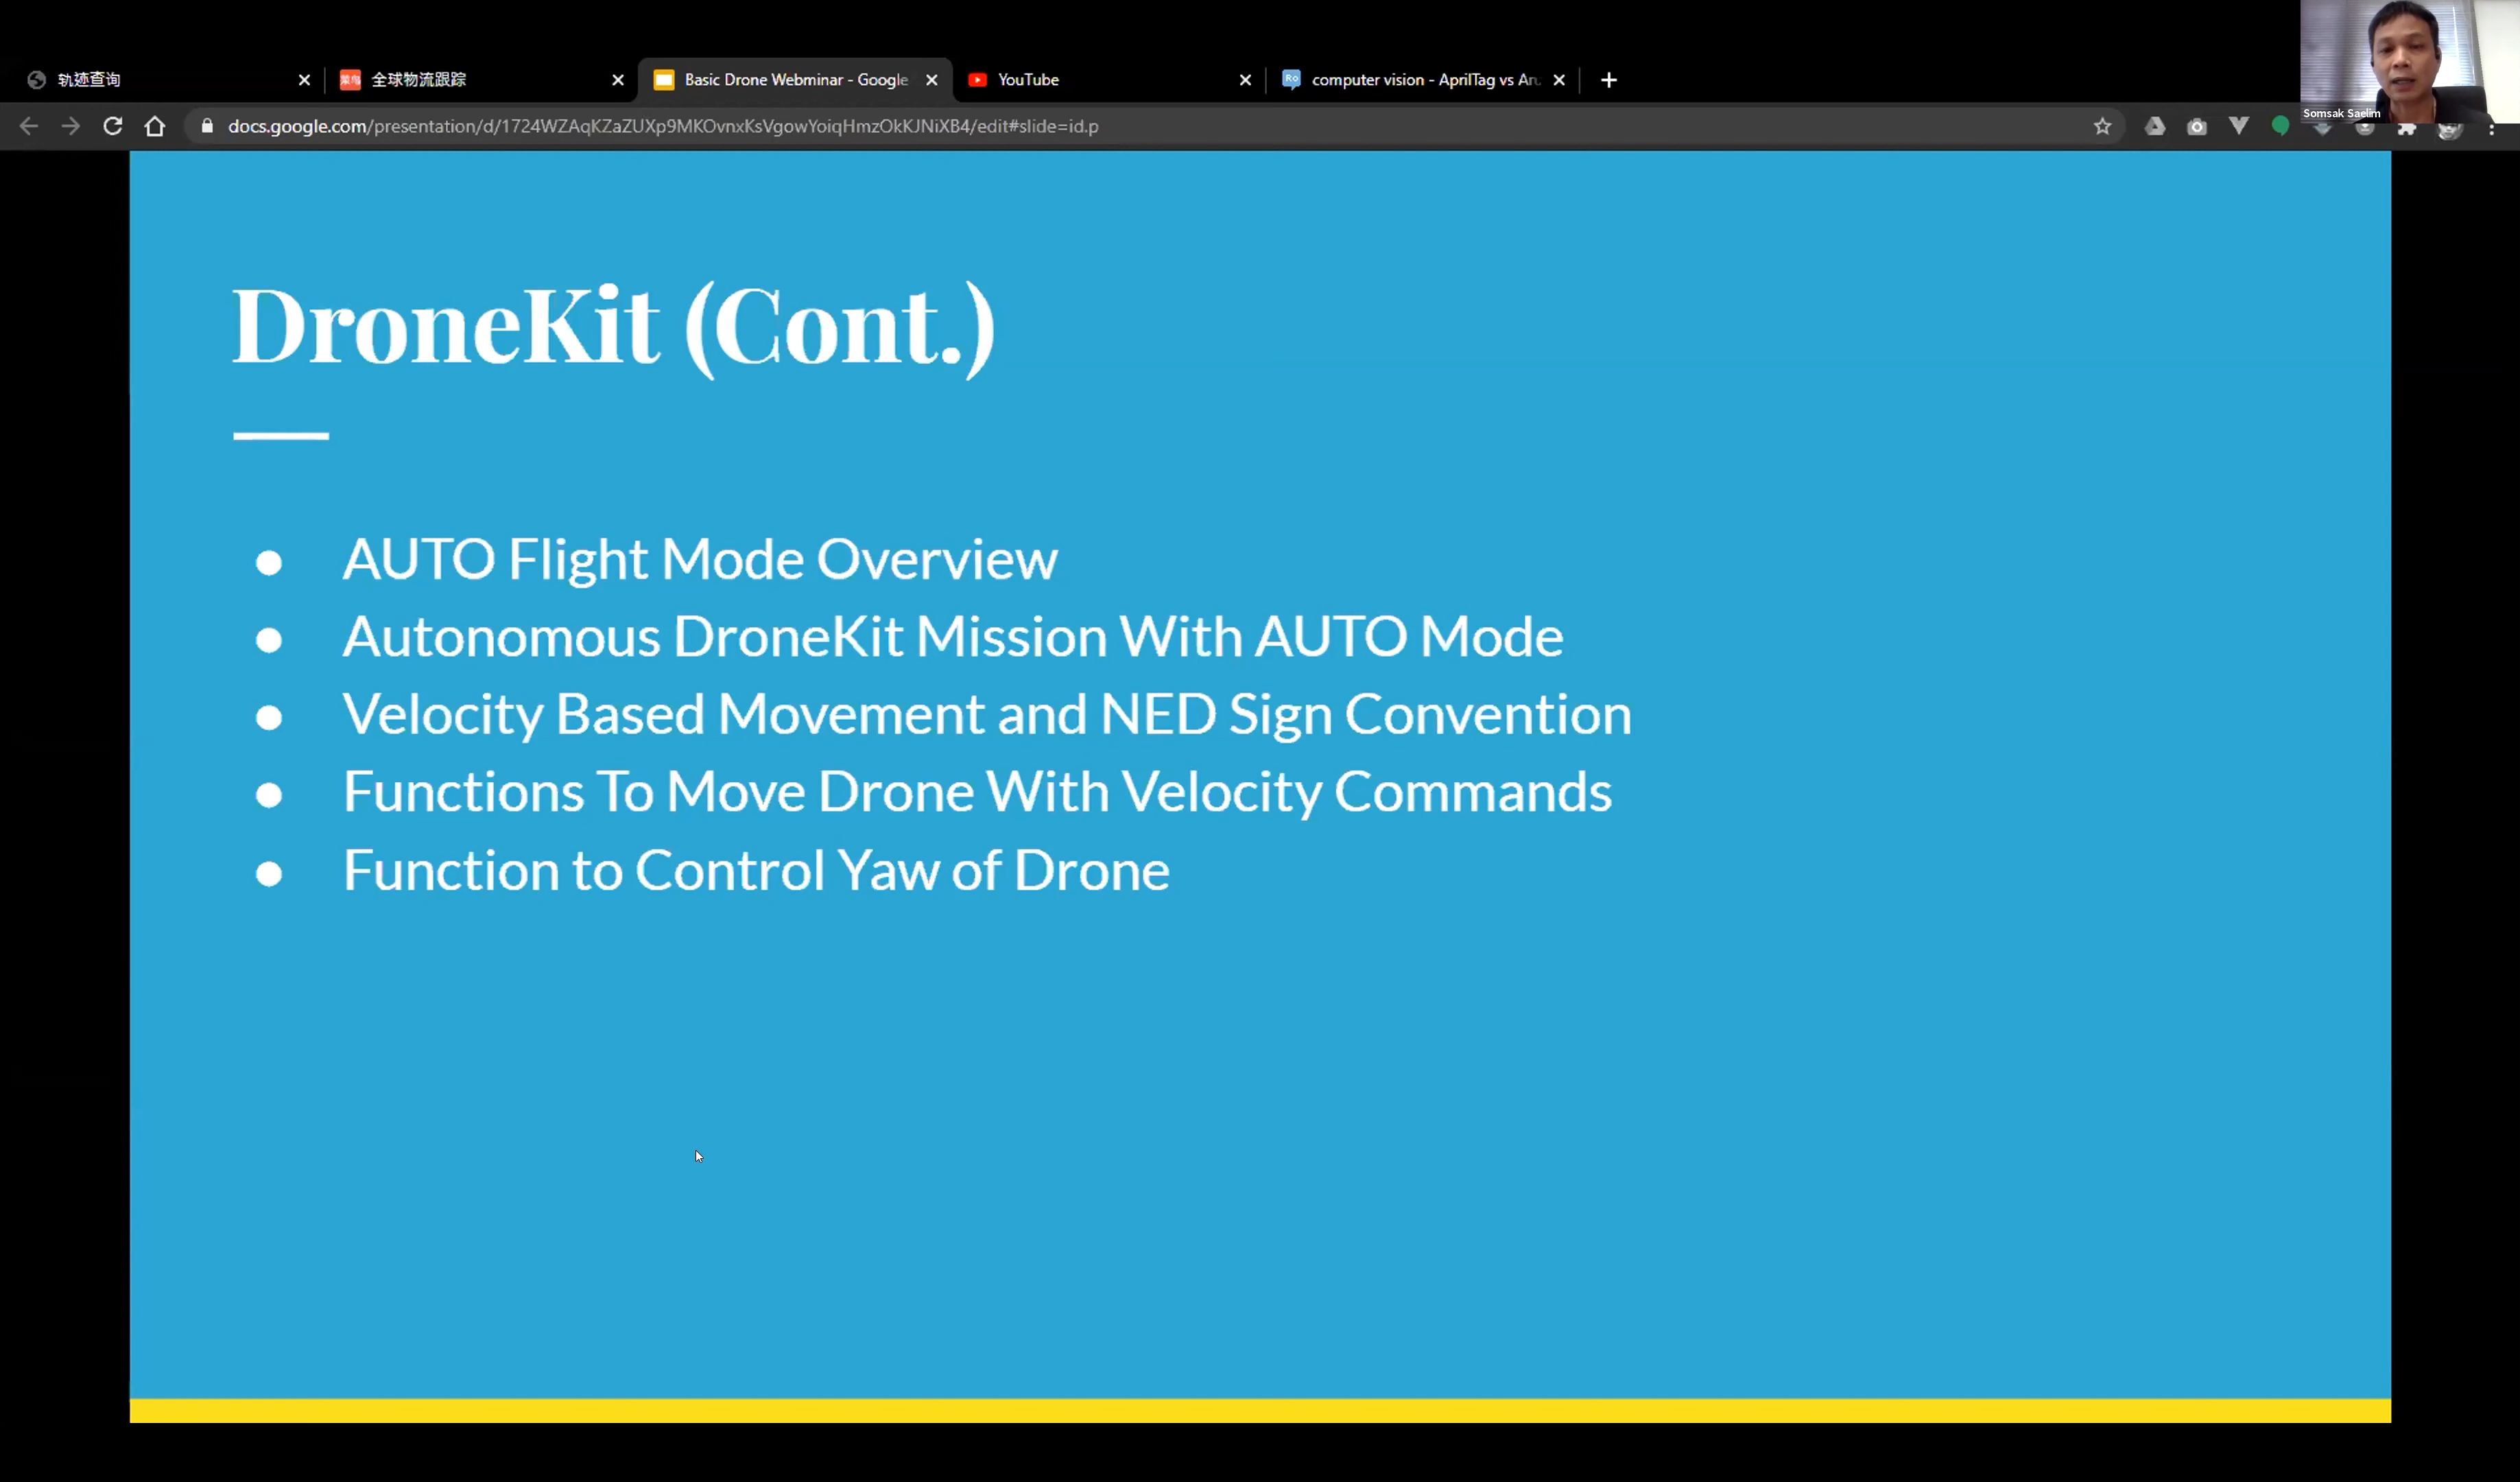 轨迹查询
全球物流跟踪
Basic Drone Webminar - Google
YouTube
computer vision - AprilTag vs Aru
Somsak Saelim
docs.google.com/presentation/d/1724WZAqKZaZUXp9MKOvnxKsVgowYoiqHmzOkKJNiXB4/edit#slide=id.p
DroneKit (Cont.)
● AUTO Flight Mode Overview
● Autonomous DroneKit Mission With AUTO Mode
● Velocity Based Movement and NED Sign Convention
● Functions To Move Drone With Velocity Commands
● Function to Control Yaw of Drone